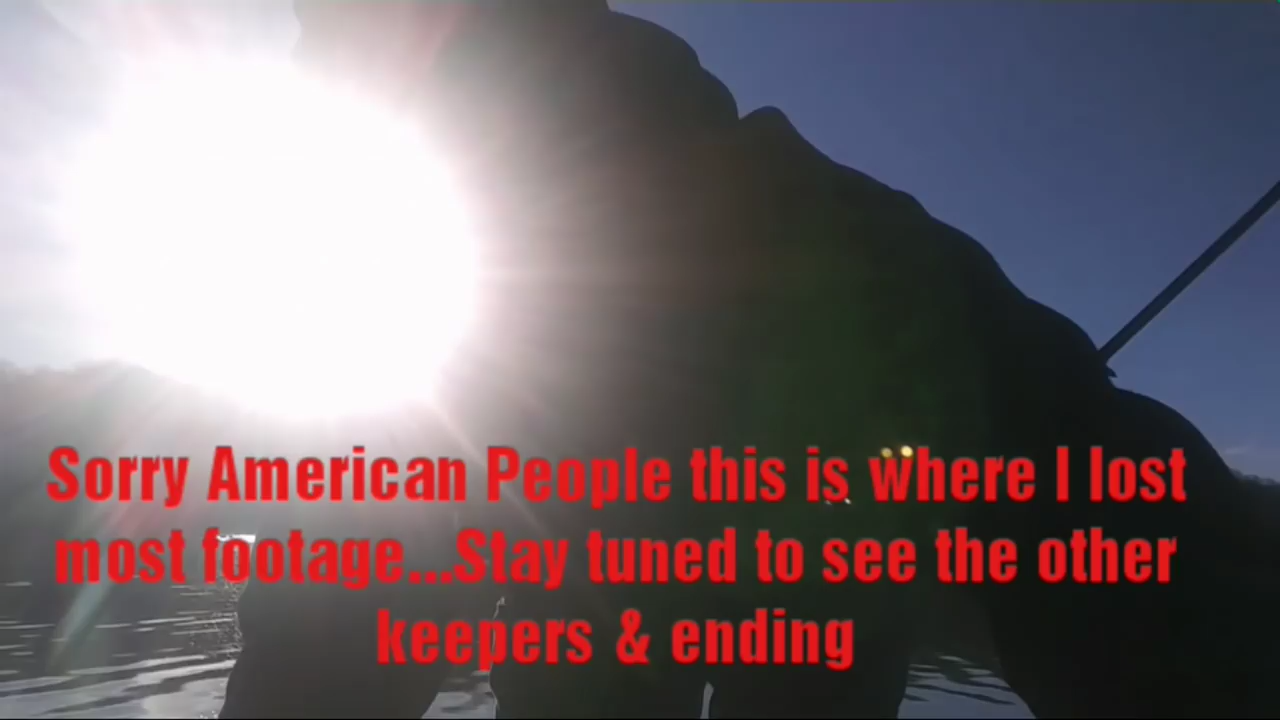 Sorry American People this is where I lost
most footage...Stay tuned to see the other
keepers & ending